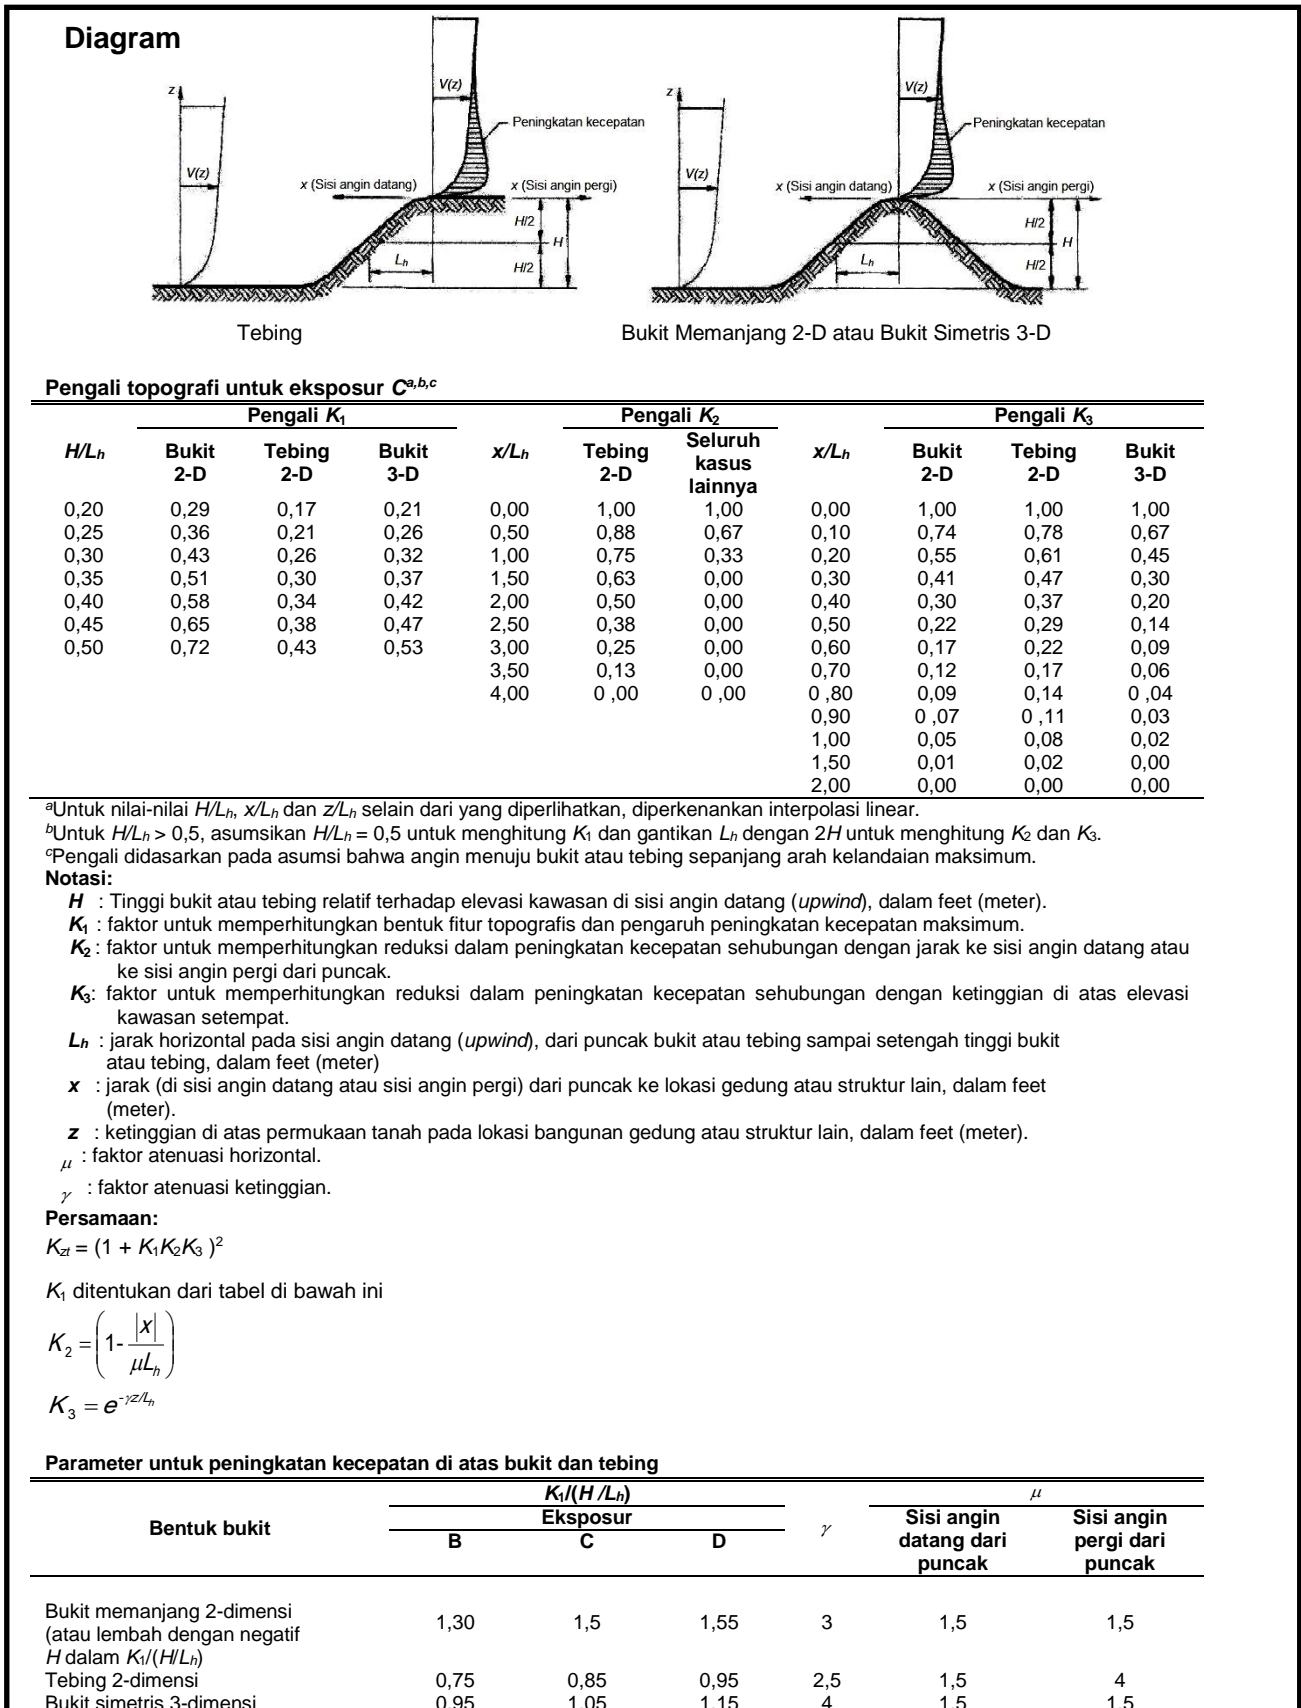 Diagram
z
V(z)
V(z)
Peningkatan kecepatan
x (Sisi angin datang)
x (Sisi angin pergi)
H/2
H
Lh
H/2
Tebing
z
V(z)
V(z)
Peningkatan kecepatan
x (Sisi angin datang)
x (Sisi angin pergi)
H/2
H
Lh
H/2
Bukit Memanjang 2-D atau Bukit Simetris 3-D
Pengali topografi untuk eksposur C^a,b,c
Pengali K1 Pengali K2 Pengali K3
H/Lh Bukit 2-D Tebing 2-D Bukit 3-D x/Lh Tebing 2-D Seluruh kasus lainnya x/Lh Bukit 2-D Tebing 2-D Bukit 3-D
0,20 0,29 0,17 0,21 0,00 1,00 1,00 0,00 1,00 1,00 1,00
0,25 0,36 0,21 0,26 0,50 0,88 0,67 0,10 0,74 0,78 0,67
0,30 0,43 0,26 0,32 1,00 0,75 0,33 0,20 0,55 0,61 0,45
0,35 0,51 0,30 0,37 1,50 0,63 0,00 0,30 0,41 0,47 0,30
0,40 0,58 0,34 0,42 2,00 0,50 0,00 0,40 0,30 0,37 0,20
0,45 0,65 0,38 0,47 2,50 0,38 0,00 0,50 0,22 0,29 0,14
0,50 0,72 0,43 0,53 3,00 0,25 0,00 0,60 0,17 0,22 0,09
3,50 0,13 0,00 0,70 0,12 0,17 0,06
4,00 0 ,00 0 ,00 0 ,80 0,09 0,14 0 ,04
0,90 0 ,07 0 ,11 0,03
1,00 0,05 0,08 0,02
1,50 0,01 0,02 0,00
2,00 0,00 0,00 0,00
aUntuk nilai-nilai H/Lh, x/Lh dan z/Lh selain dari yang diperlihatkan, diperkenankan interpolasi linear.
bUntuk H/Lh > 0,5, asumsikan H/Lh = 0,5 untuk menghitung K1 dan gantikan Lh dengan 2H untuk menghitung K2 dan K3.
cPengali didasarkan pada asumsi bahwa angin menuju bukit atau tebing sepanjang arah kelandaian maksimum.
Notasi:
H : Tinggi bukit atau tebing relatif terhadap elevasi kawasan di sisi angin datang (upwind), dalam feet (meter).
K1 : faktor untuk memperhitungkan bentuk fitur topografis dan pengaruh peningkatan kecepatan maksimum.
K2 : faktor untuk memperhitungkan reduksi dalam peningkatan kecepatan sehubungan dengan jarak ke sisi angin datang atau
ke sisi angin pergi dari puncak.
K3: faktor untuk memperhitungkan reduksi dalam peningkatan kecepatan sehubungan dengan ketinggian di atas elevasi
kawasan setempat.
Lh : jarak horizontal pada sisi angin datang (upwind), dari puncak bukit atau tebing sampai setengah tinggi bukit
atau tebing, dalam feet (meter)
x : jarak (di sisi angin datang atau sisi angin pergi) dari puncak ke lokasi gedung atau struktur lain, dalam feet
(meter).
z : ketinggian di atas permukaan tanah pada lokasi bangunan gedung atau struktur lain, dalam feet (meter).
μ : faktor atenuasi horizontal.
γ : faktor atenuasi ketinggian.
Persamaan:
Kzt = (1 + K1K2K3 )²
K1 ditentukan dari tabel di bawah ini
K2 = (1- |x| / μLh)
K3 = e^-γz/Lh
Parameter untuk peningkatan kecepatan di atas bukit dan tebing
Bentuk bukit K1/(H /Lh) γ μ
Eksposur Sisi angin datang dari puncak Sisi angin pergi dari puncak
B C D
Bukit memanjang 2-dimensi
(atau lembah dengan negatif 1,30 1,5 1,55 3 1,5 1,5
H dalam K1/(H/Lh)
Tebing 2-dimensi 0,75 0,85 0,95 2,5 1,5 4
Bukit simetris 3-dimensi 0,95 1,05 1,15 4 1,5 1,5